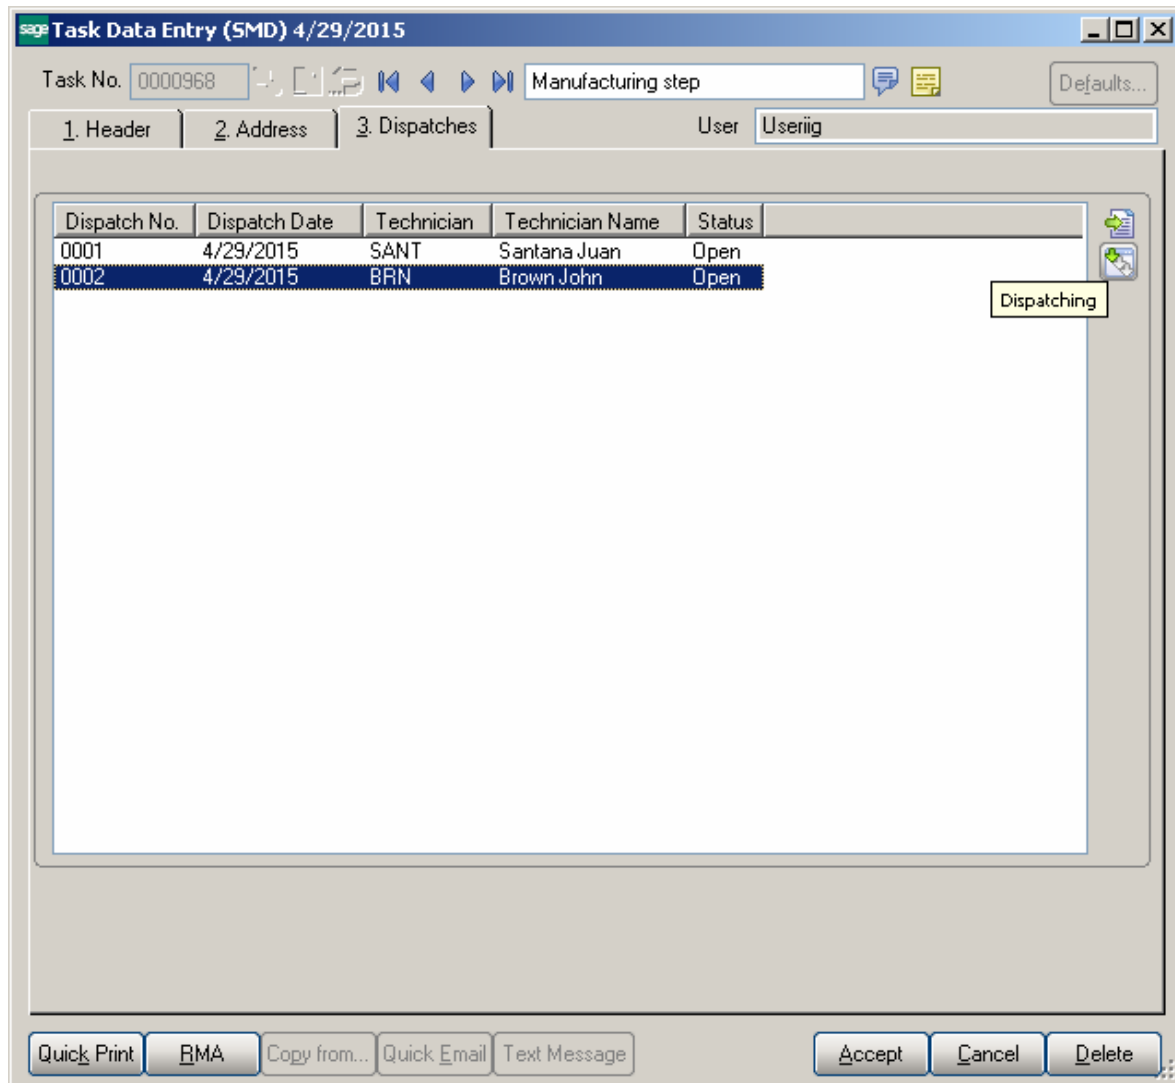 sage Task Data Entry (SMD) 4/29/2015
Task No. 0000968 Manufacturing step Defaults...
1. Header 2. Address 3. Dispatches User Useriig
Dispatch No. Dispatch Date Technician Technician Name Status
0001 4/29/2015 SANT Santana Juan Open
0002 4/29/2015 BRN Brown John Open
Dispatching
Quick Print RMA Copy from... Quick Email Text Message Accept Cancel Delete